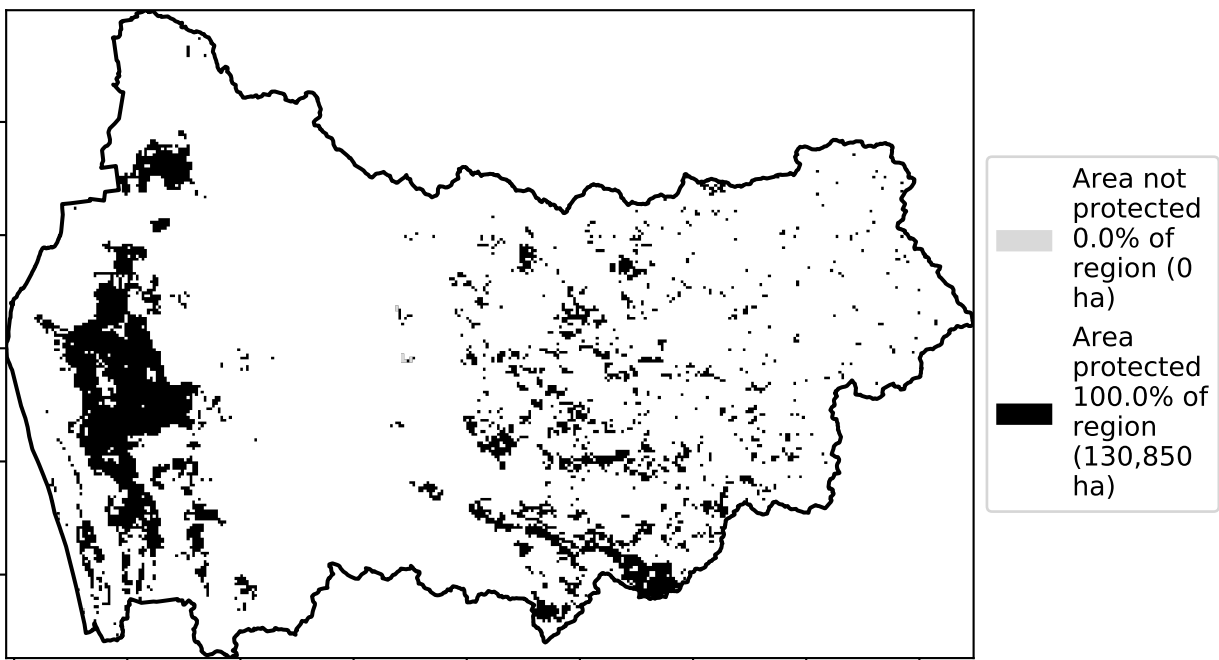 Area not
protected
0.0% of
region (0
ha)
Area
protected
100.0% of
region
(130,850
ha)